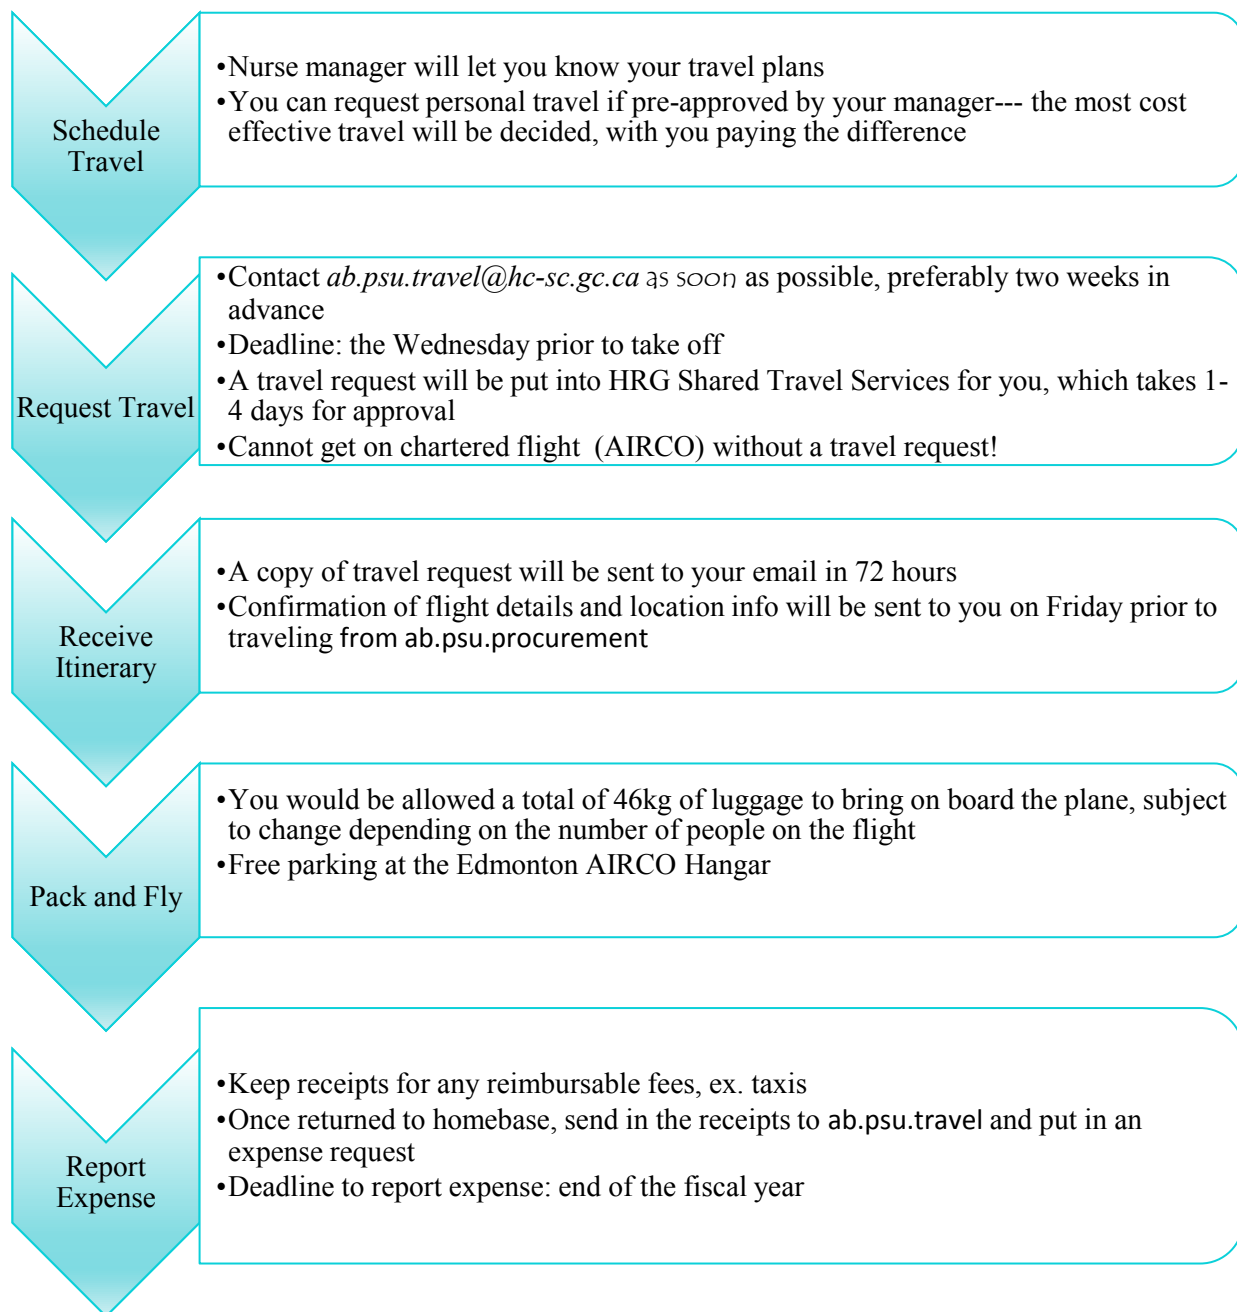 Schedule
Travel
•Nurse manager will let you know your travel plans
•You can request personal travel if pre-approved by your manager--- the most cost
effective travel will be decided, with you paying the difference
Request Travel
•Contact ab.psu.travel@hc-sc.gc.ca as soon as possible, preferably two weeks in
advance
•Deadline: the Wednesday prior to take off
•A travel request will be put into HRG Shared Travel Services for you, which takes 1-
4 days for approval
•Cannot get on chartered flight (AIRCO) without a travel request!
Receive
Itinerary
•A copy of travel request will be sent to your email in 72 hours
•Confirmation of flight details and location info will be sent to you on Friday prior to
traveling from ab.psu.procurement
Pack and Fly
•You would be allowed a total of 46kg of luggage to bring on board the plane, subject
to change depending on the number of people on the flight
•Free parking at the Edmonton AIRCO Hangar
Report
Expense
•Keep receipts for any reimbursable fees, ex. taxis
•Once returned to homebase, send in the receipts to ab.psu.travel and put in an
expense request
•Deadline to report expense: end of the fiscal year